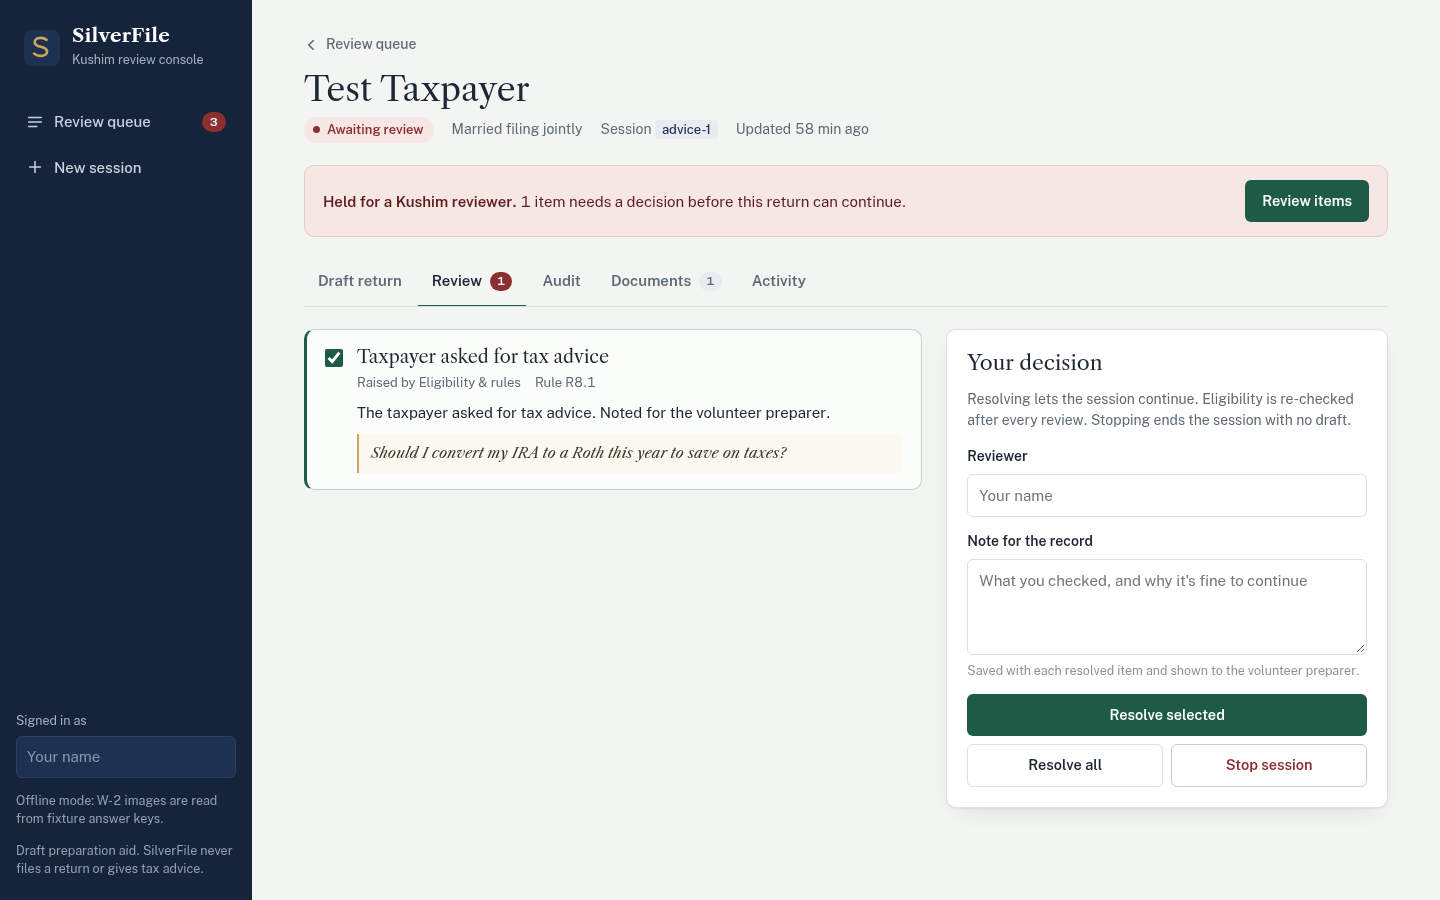 SilverFile
Kushim review console
Review queue
3
New session
Signed in as
Your name
Offline mode: W-2 images are read
from fixture answer keys.
Draft preparation aid. SilverFile never
files a return or gives tax advice.
Review queue
Test Taxpayer
Awaiting review
Married filing jointly
Session advice-1
Updated 58 min ago
Held for a Kushim reviewer. 1 item needs a decision before this return can continue.
Review items
Draft return
Review 1
Audit
Documents 1
Activity
Taxpayer asked for tax advice
Raised by Eligibility & rules Rule R8.1
The taxpayer asked for tax advice. Noted for the volunteer preparer.
Should I convert my IRA to a Roth this year to save on taxes?
Your decision
Resolving lets the session continue. Eligibility is re-checked
after every review. Stopping ends the session with no draft.
Reviewer
Your name
Note for the record
What you checked, and why it's fine to continue
Saved with each resolved item and shown to the volunteer preparer.
Resolve selected
Resolve all
Stop session